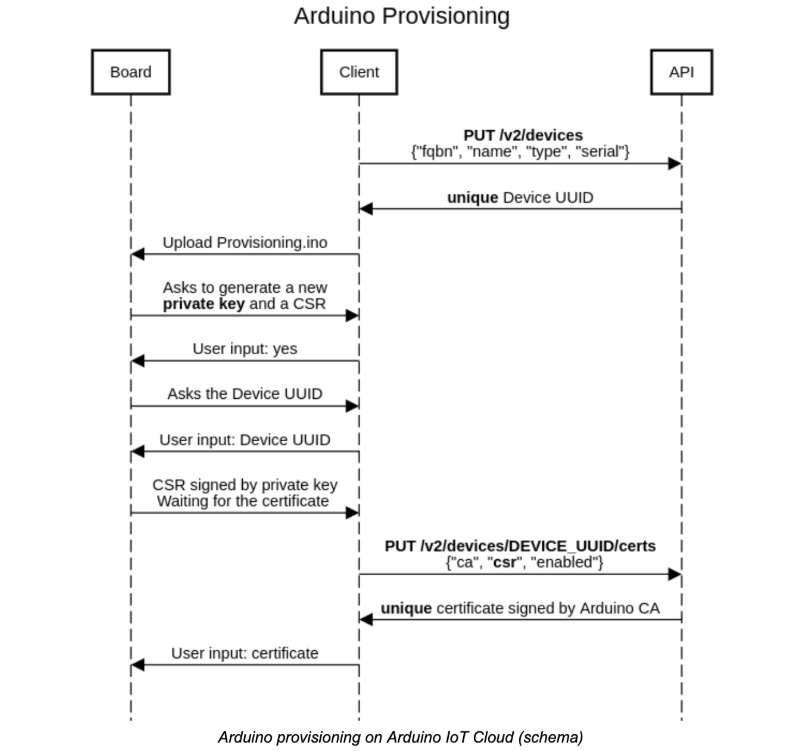 Arduino Provisioning
Board
Client
API
PUT /v2/devices
{"fqbn", "name", "type", "serial"}
unique Device UUID
Upload Provisioning.ino
Asks to generate a new
private key and a CSR
User input: yes
Asks the Device UUID
User input: Device UUID
CSR signed by private key
Waiting for the certificate
PUT /v2/devices/DEVICE_UUID/certs
{"ca", "csr", "enabled"}
unique certificate signed by Arduino CA
User input: certificate
Arduino provisioning on Arduino IoT Cloud (schema)